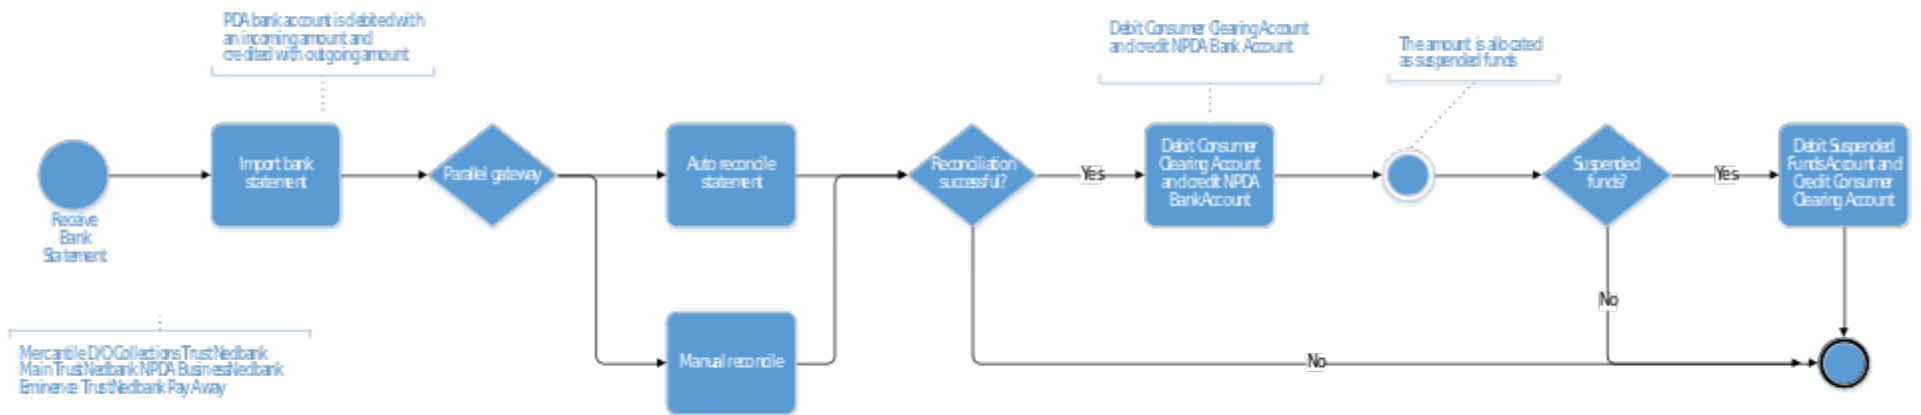 PDA bank account is debited with
an incoming amount and
credited with outgoing amount
Debit Consumer Clearing Account
and credit NPDA Bank Account
The amount is allocated
as suspended funds
Receive
Bank
Statement
Import bank
statement
Parallel gateway
Auto reconcile
statement
Manual reconcile
Reconciliation
successful?
Yes
Debit Consumer
Clearing Account
and credit NPDA
Bank Account
Suspended
funds?
Yes
Debit Suspended
Funds Account and
Credit Consumer
Clearing Account
No
No
Mercantile D/O Collections Trust Nedbank
Main Trust Nedbank NPDA Business Nedbank
Eminence Trust Nedbank Pay Away